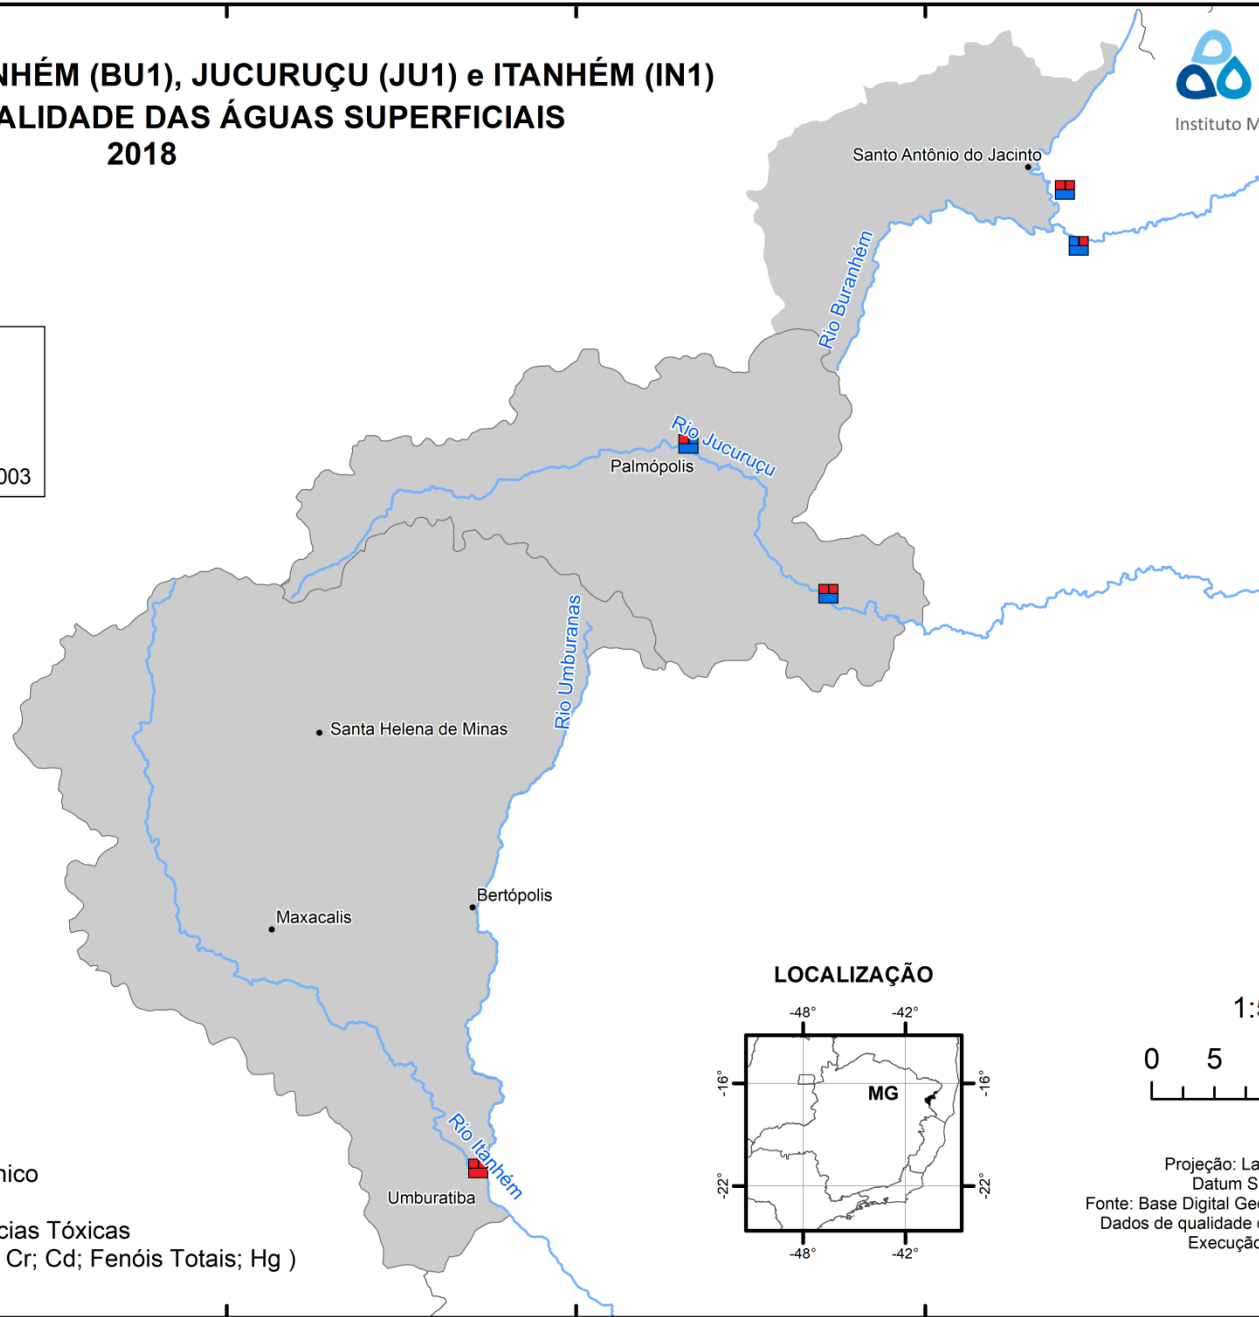 NHÉM (BU1), JUCURUÇU (JU1) e ITANHÉM (IN1)
ALIDADE DAS ÁGUAS SUPERFICIAIS
2018
Instituto M
Santo Antônio do Jacinto
Rio Buranhém
Rio Jucuruçu
Palmópolis
003
Rio Umburanas
Santa Helena de Minas
Bertópolis
Maxacalis
LOCALIZAÇÃO
-48° -42°
-16° MG -16°
-22° -22°
-48° -42°
1:5
0 5
Rio Itanhém
Umburatiba
nico
cias Tóxicas
Cr; Cd; Fenóis Totais; Hg )
Projeção: La
Datum S
Fonte: Base Digital Geo
Dados de qualidade
Execução